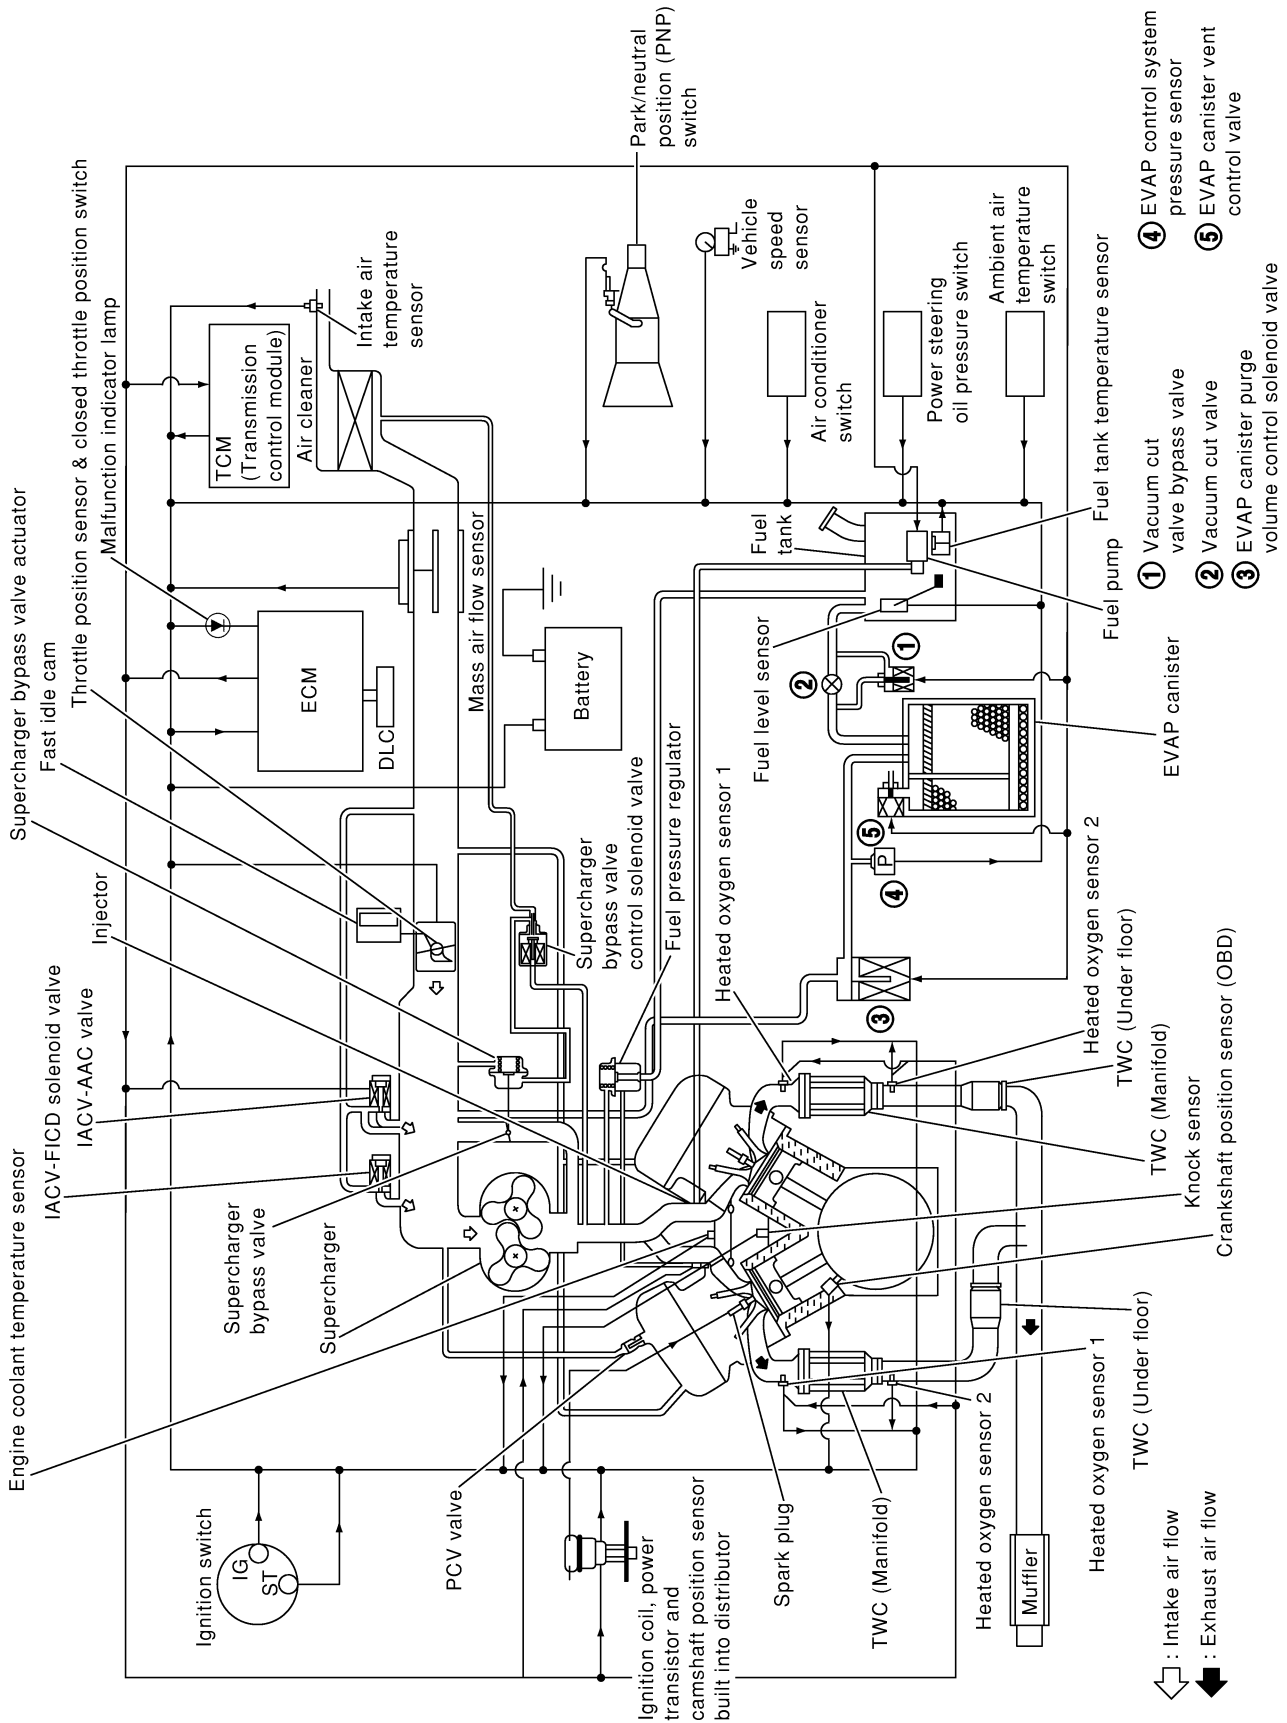 Engine coolant temperature sensor
IACV-FICD solenoid valve
IACV-AAC valve
Injector
Supercharger bypass valve actuator
Fast idle cam
Throttle position sensor & closed throttle position switch
Malfunction indicator lamp
Ignition switch
IG
ST
Supercharger
bypass valve
Supercharger
ECM
DLC
TCM
(Transmission
control module)
Air cleaner
Intake air
temperature
sensor
Mass air flow sensor
Battery
PCV valve
Supercharger
bypass valve
control solenoid valve
Fuel pressure regulator
Heated oxygen sensor 1
Park/neutral
position (PNP)
switch
Vehicle
speed
sensor
Air conditioner
switch
Power steering
oil pressure switch
Ambient air
temperature
switch
Fuel
tank
Fuel level sensor
Fuel tank temperature sensor
Fuel pump
EVAP canister
1
2
3
4
5
P
Ignition coil, power
transistor and
camshaft position sensor
built into distributor
Spark plug
TWC (Manifold)
Heated oxygen sensor 2
Muffler
Heated oxygen sensor 1
TWC (Under floor)
Heated oxygen sensor 2
TWC (Under floor)
TWC (Manifold)
Knock sensor
Crankshaft position sensor (OBD)
: Intake air flow
: Exhaust air flow
1 Vacuum cut
valve bypass valve
2 Vacuum cut valve
3 EVAP canister purge
volume control solenoid valve
4 EVAP control system
pressure sensor
5 EVAP canister vent
control valve